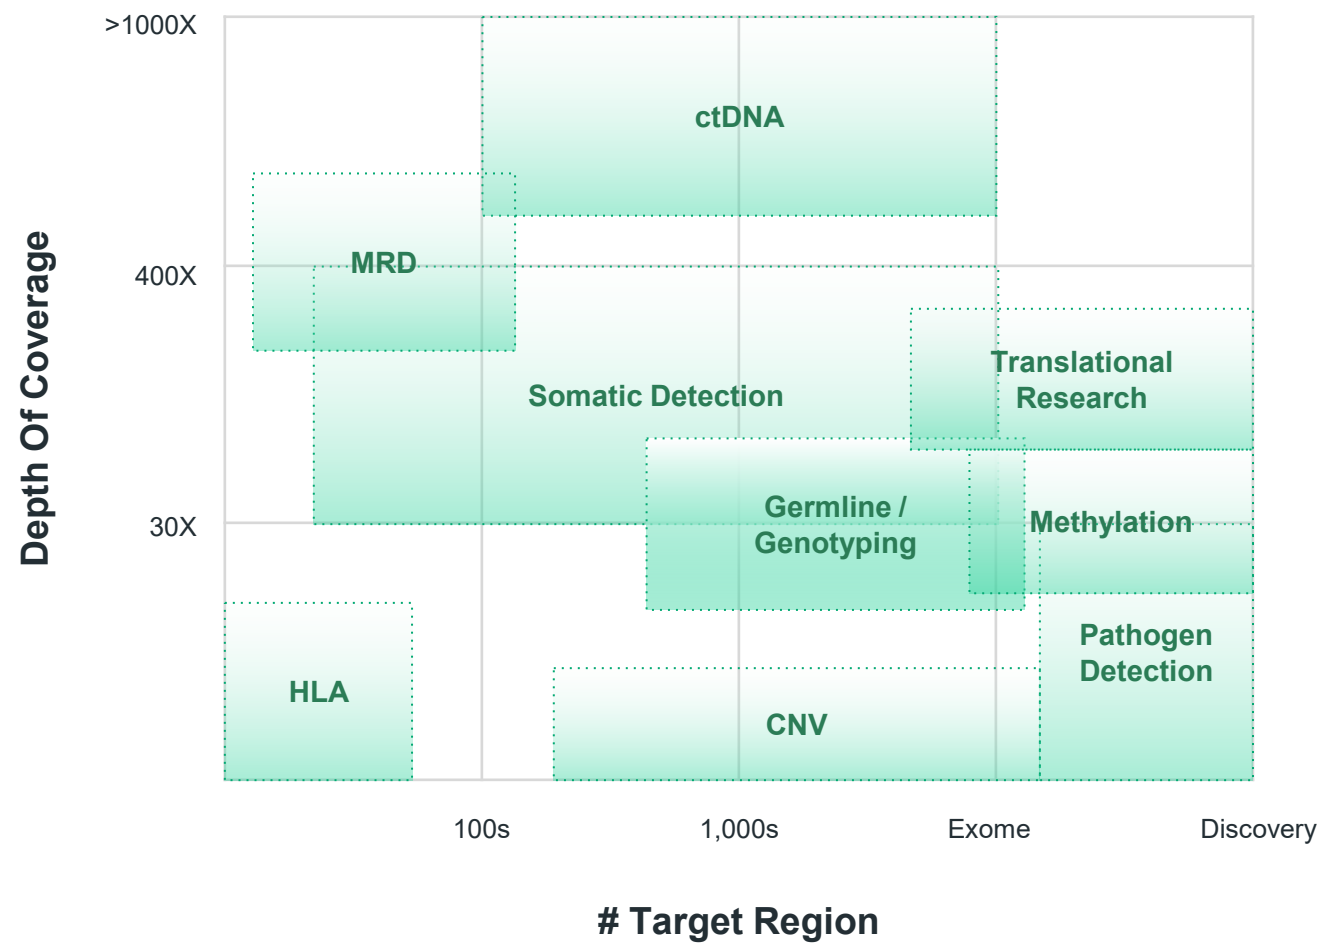 >1000X
ctDNA
MRD
400X
Depth Of Coverage
Translational
Research
Somatic Detection
Germline /
Genotyping
30X
Methylation
Pathogen
Detection
HLA
CNV
100s
1,000s
Exome
Discovery
# Target Region